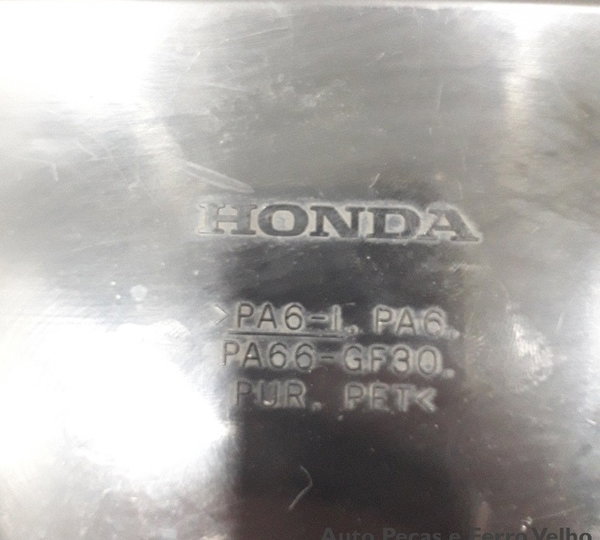 HONDA
>PA6-I, PA6,
PA66-GF30,
PUR, PET<
Auto Peças e Ferro Velho